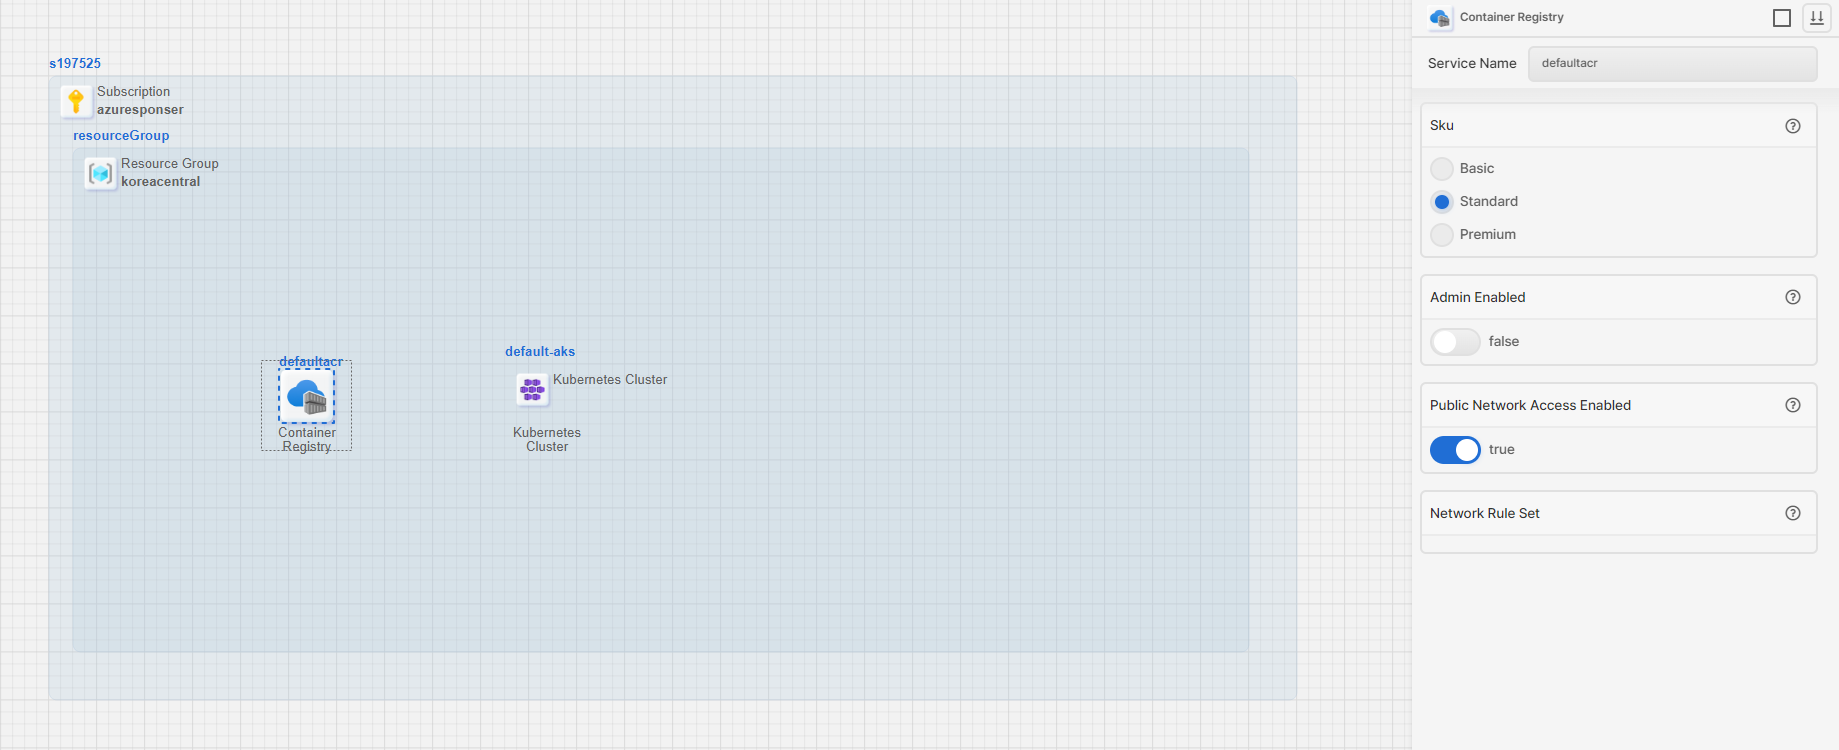 s197525
Subscription
azuresponser
resourceGroup
Resource Group
koreacentral
defaultacr
Container
Registry
default-aks
Kubernetes Cluster
Kubernetes
Cluster
Container Registry
Service Name
defaultacr
Sku
Basic
Standard
Premium
Admin Enabled
false
Public Network Access Enabled
true
Network Rule Set